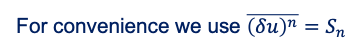 For convenience we use $\overline{(\delta u)^n} = S_n$